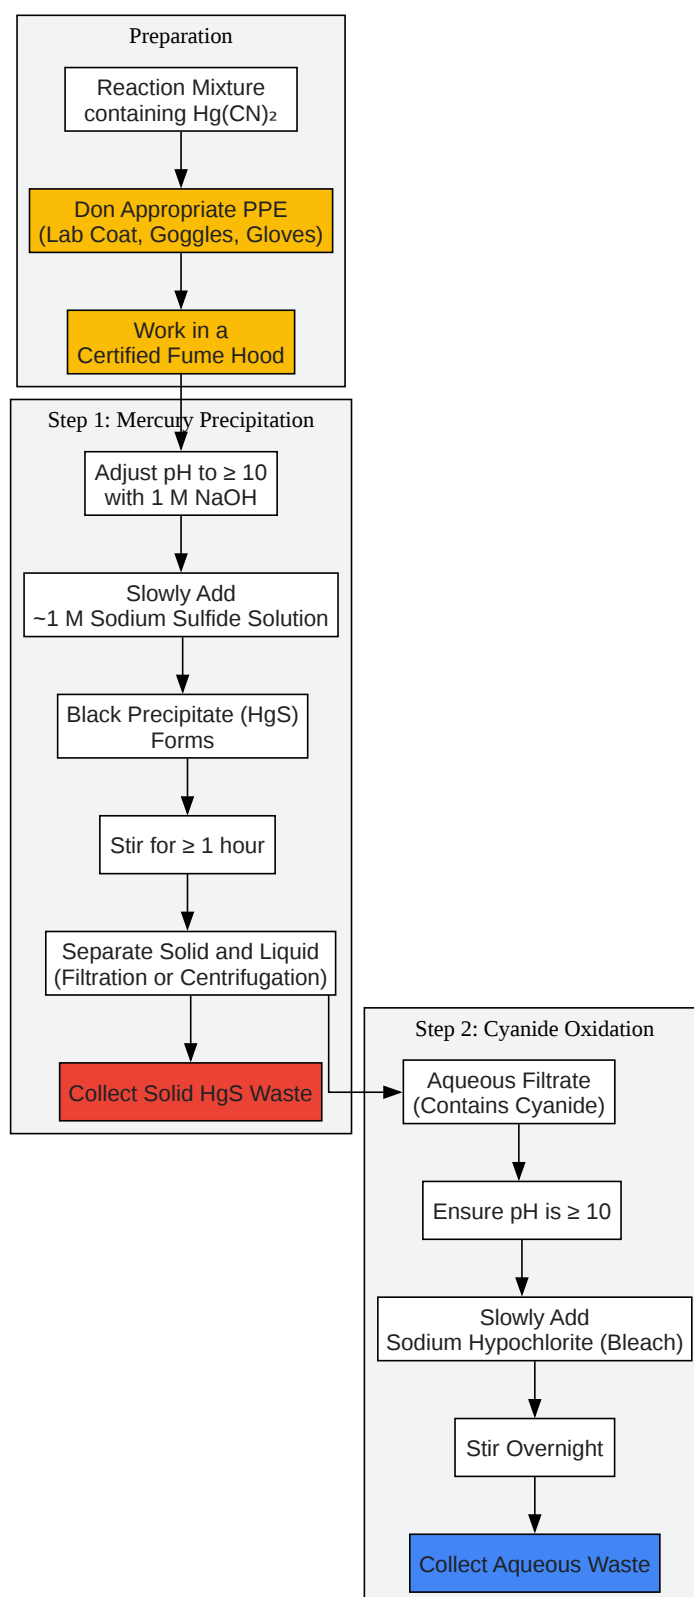 Preparation
Reaction Mixture
containing Hg(CN)₂
Don Appropriate PPE
(Lab Coat, Goggles, Gloves)
Work in a
Certified Fume Hood
Step 1: Mercury Precipitation
Adjust pH to ≥ 10
with 1 M NaOH
Slowly Add
~1 M Sodium Sulfide Solution
Black Precipitate (HgS)
Forms
Stir for ≥ 1 hour
Separate Solid and Liquid
(Filtration or Centrifugation)
Collect Solid HgS Waste
Step 2: Cyanide Oxidation
Aqueous Filtrate
(Contains Cyanide)
Ensure pH is ≥ 10
Slowly Add
Sodium Hypochlorite (Bleach)
Stir Overnight
Collect Aqueous Waste